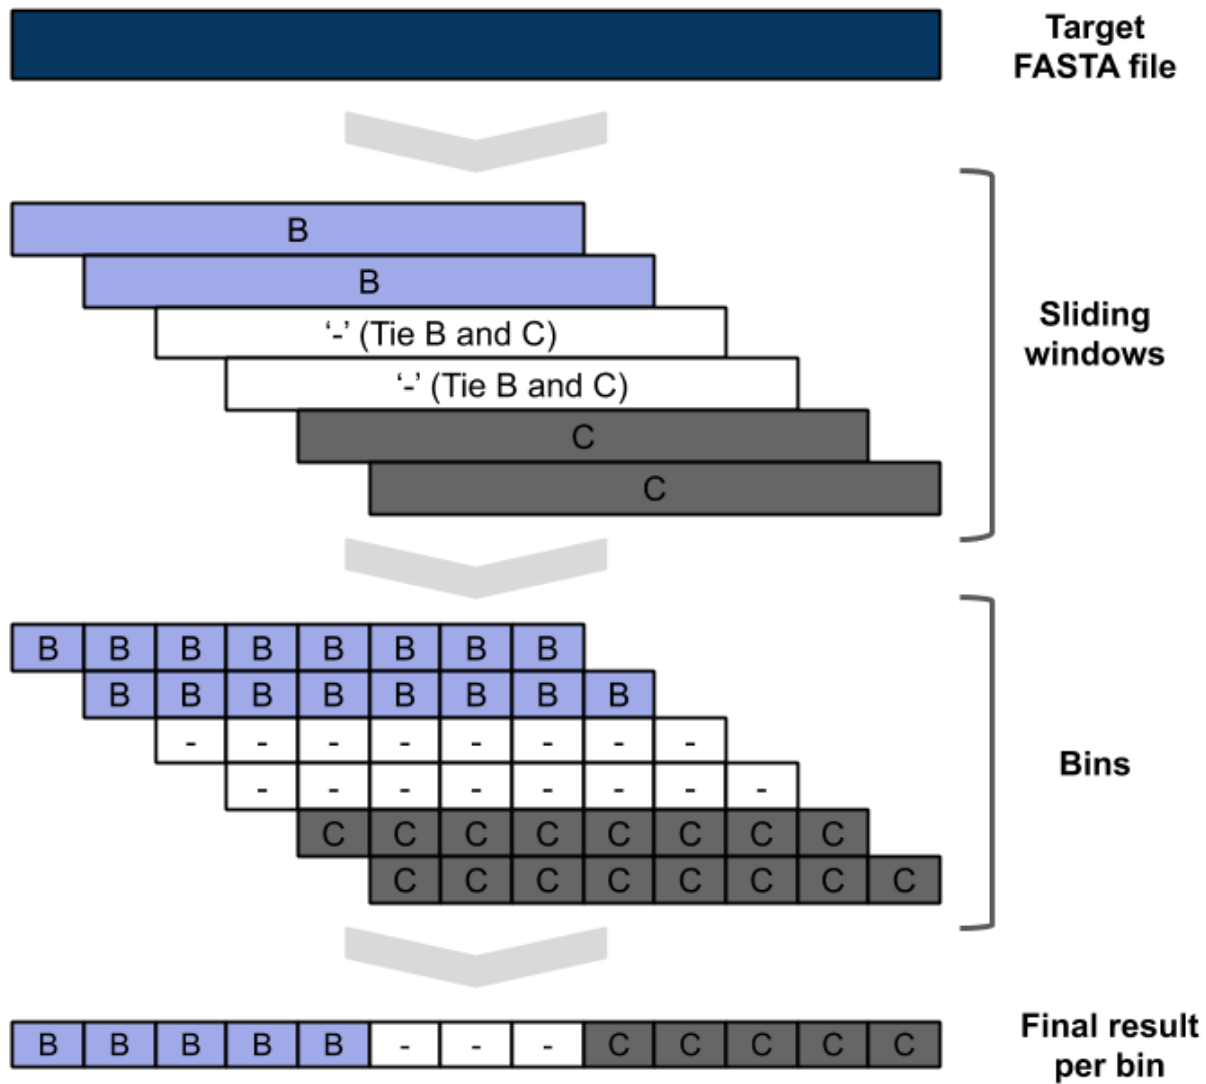 Target
FASTA file
B
B
‘-’ (Tie B and C)
‘-’ (Tie B and C)
C
C
Sliding
windows
B B B B B B B B
B B B B B B B B
- - - - - - - -
- - - - - - - -
C C C C C C C C
C C C C C C C C
Bins
B B B B B - - - C C C C C
Final result
per bin